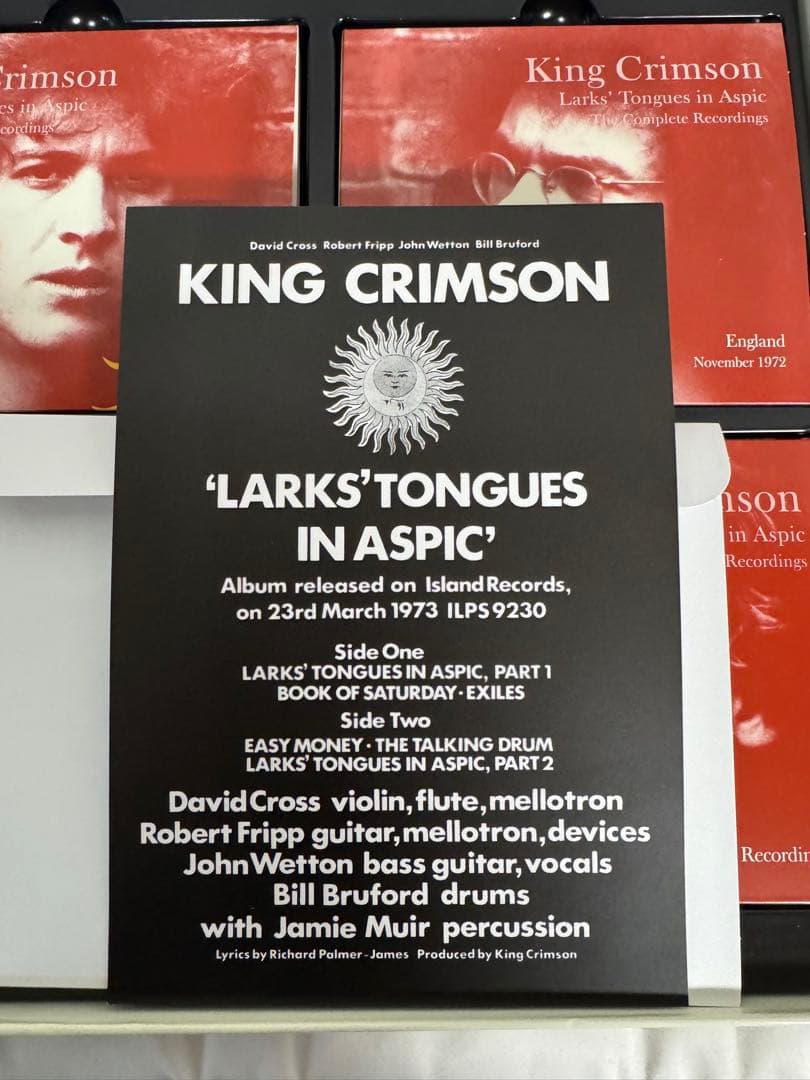 Crimson
es in Aspic
cordings
King Crimson
Larks' Tongues in Aspic
The Complete Recordings
England
November 1972
David Cross Robert Fripp John Wetton Bill Bruford
KING CRIMSON
‘LARKS’ TONGUES
IN ASPIC’
Album released on Island Records,
on 23rd March 1973 ILPS 9230
Side One
LARKS’ TONGUES IN ASPIC, PART 1
BOOK OF SATURDAY · EXILES
Side Two
EASY MONEY · THE TALKING DRUM
LARKS’ TONGUES IN ASPIC, PART 2
David Cross violin, flute, mellotron
Robert Fripp guitar, mellotron, devices
John Wetton bass guitar, vocals
Bill Bruford drums
with Jamie Muir percussion
Lyrics by Richard Palmer-James Produced by King Crimson
nson
in Aspic
Recordings
Recordin